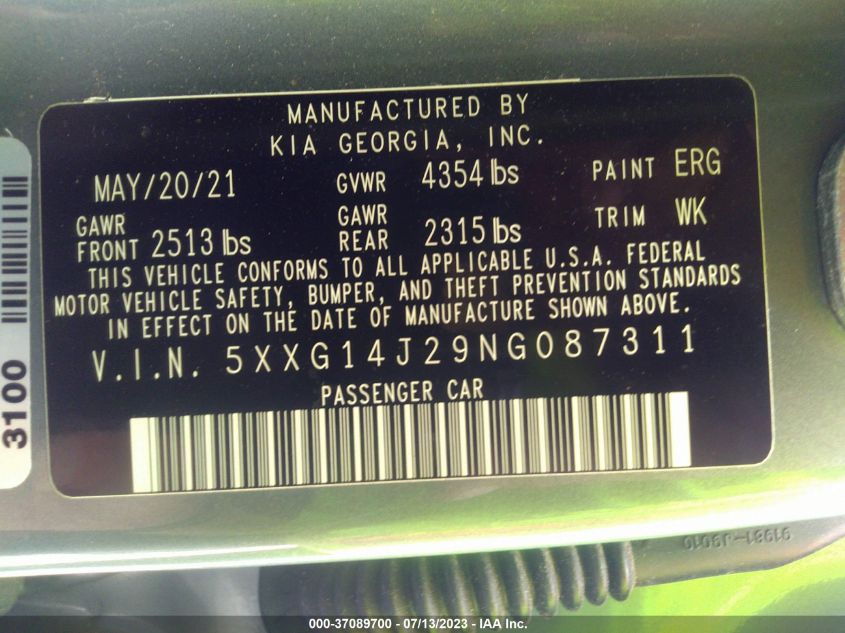 MANUFACTURED BY
KIA GEORGIA, INC.
MAY/20/21 GVWR 4354 lbs PAINT ERG
GAWR FRONT 2513 lbs GAWR REAR 2315 lbs TRIM WK
THIS VEHICLE CONFORMS TO ALL APPLICABLE U.S.A. FEDERAL
MOTOR VEHICLE SAFETY, BUMPER, AND THEFT PREVENTION STANDARDS
IN EFFECT ON THE DATE OF MANUFACTURE SHOWN ABOVE.
V.I.N. 5XXG14J29NG087311
PASSENGER CAR
3100
000-37089700 - 07/13/2023 - IAA Inc.